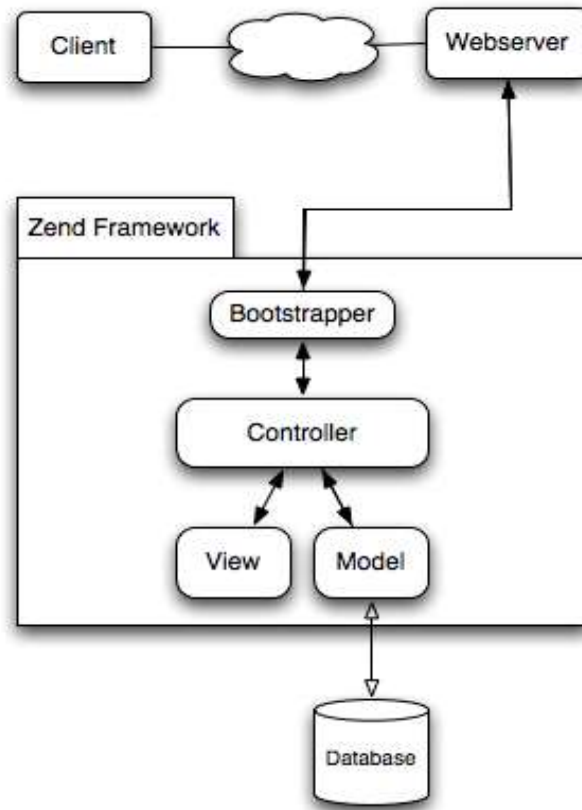 Client
Webserver
Zend Framework
Bootstrapper
Controller
View
Model
Database